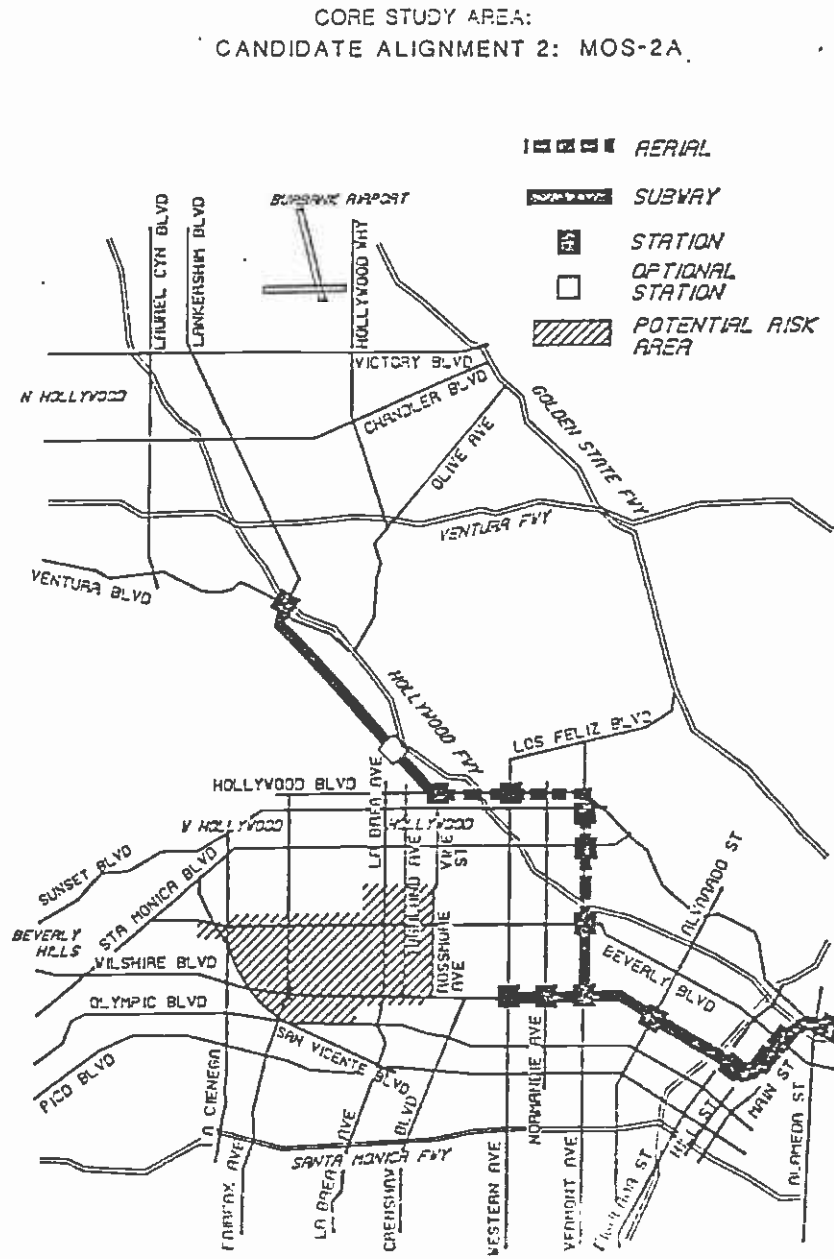 CORE STUDY AREA:
CANDIDATE ALIGNMENT 2: MOS-2A
AERIAL
SUBWAY
STATION
OPTIONAL
STATION
POTENTIAL RISK
AREA
BURBANK AIRPORT
LAUREL CYN BLVD
LANKERSHIM BLVD
HOLLYWOOD WAY
VICTORY BLVD
N HOLLYWOOD
CHANDLER BLVD
OLIVE AVE
GOLDEN STATE FWY
VENTURA FWY
VENTURA BLVD
HOLLYWOOD FWY
LOS FELIZ BLVD
HOLLYWOOD BLVD
LA BREA AVE
W HOLLYWOOD
HOLLYWOOD
AVE
ST
SUNSET BLVD
STA MONICA BLVD
ALVARADO ST
BEVERLY
HILLS
ROSSMORE
AVE
BEVERLY BLVD
WILSHIRE BLVD
OLYMPIC BLVD
SAN VICENTE BLVD
PICO BLVD
A CIENEGA
NORMANDIE AVE
HILL ST
MAIN ST
ALAMEDA ST
SANTA MONICA FWY
FAIRFAX AVE
LA BREA AVE
CRENSHAW BLVD
WESTERN AVE
VERMONT AVE
ST